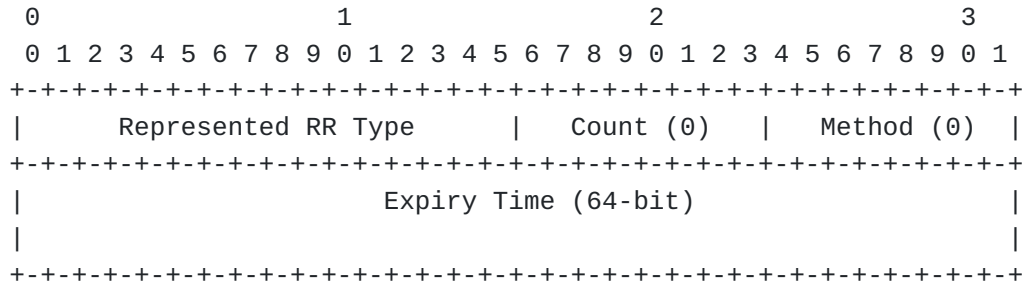 0                   1                   2                   3
 0 1 2 3 4 5 6 7 8 9 0 1 2 3 4 5 6 7 8 9 0 1 2 3 4 5 6 7 8 9 0 1
+-+-+-+-+-+-+-+-+-+-+-+-+-+-+-+-+-+-+-+-+-+-+-+-+-+-+-+-+-+-+-+-+
|      Represented RR Type      |   Count (0)   |   Method (0)  |
+-+-+-+-+-+-+-+-+-+-+-+-+-+-+-+-+-+-+-+-+-+-+-+-+-+-+-+-+-+-+-+-+
|                       Expiry Time (64-bit)                    |
|                                                               |
+-+-+-+-+-+-+-+-+-+-+-+-+-+-+-+-+-+-+-+-+-+-+-+-+-+-+-+-+-+-+-+-+